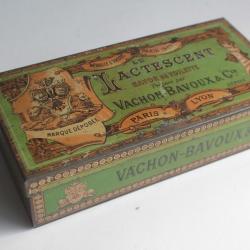 LE
LACTESCENT
SAVON DE TOILETTE
VACHON-BAVOUX & Cie
PARIS LYON
MARQUE DÉPOSÉE
VACHON-BAVOUX